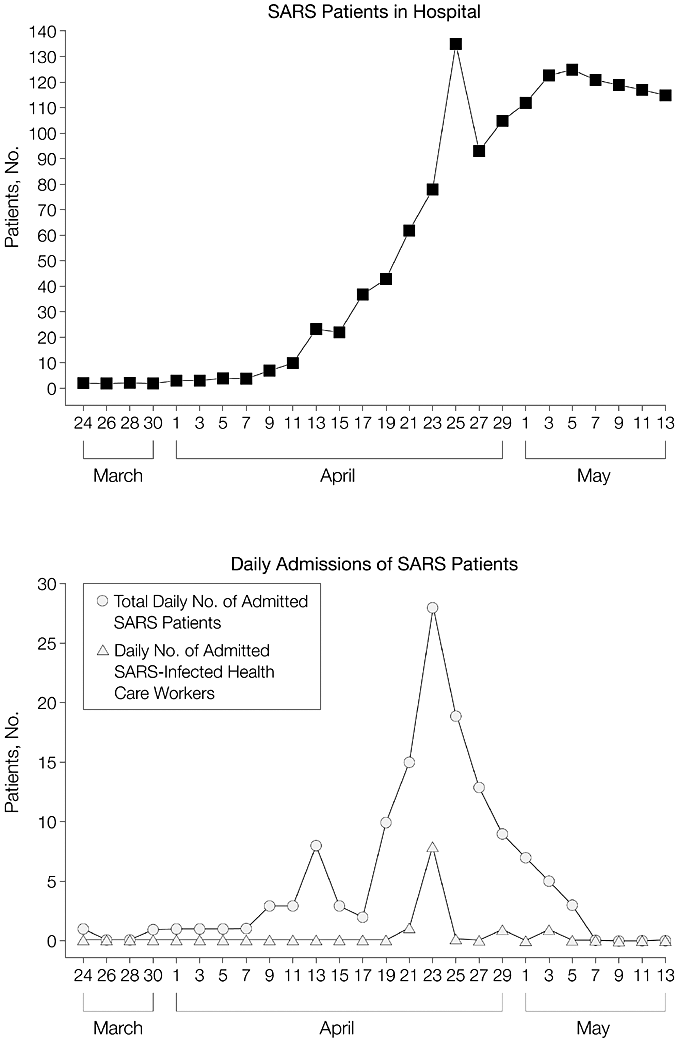 SARS Patients in Hospital
140
130
120
110
100
90
80
70
60
50
40
30
20
10
0
Patients, No.
24 26 28 30 1 3 5 7 9 11 13 15 17 19 21 23 25 27 29 1 3 5 7 9 11 13
March April May
Daily Admissions of SARS Patients
30
25
20
15
10
5
0
Patients, No.
Total Daily No. of Admitted
SARS Patients
Daily No. of Admitted
SARS-Infected Health
Care Workers
24 26 28 30 1 3 5 7 9 11 13 15 17 19 21 23 25 27 29 1 3 5 7 9 11 13
March April May